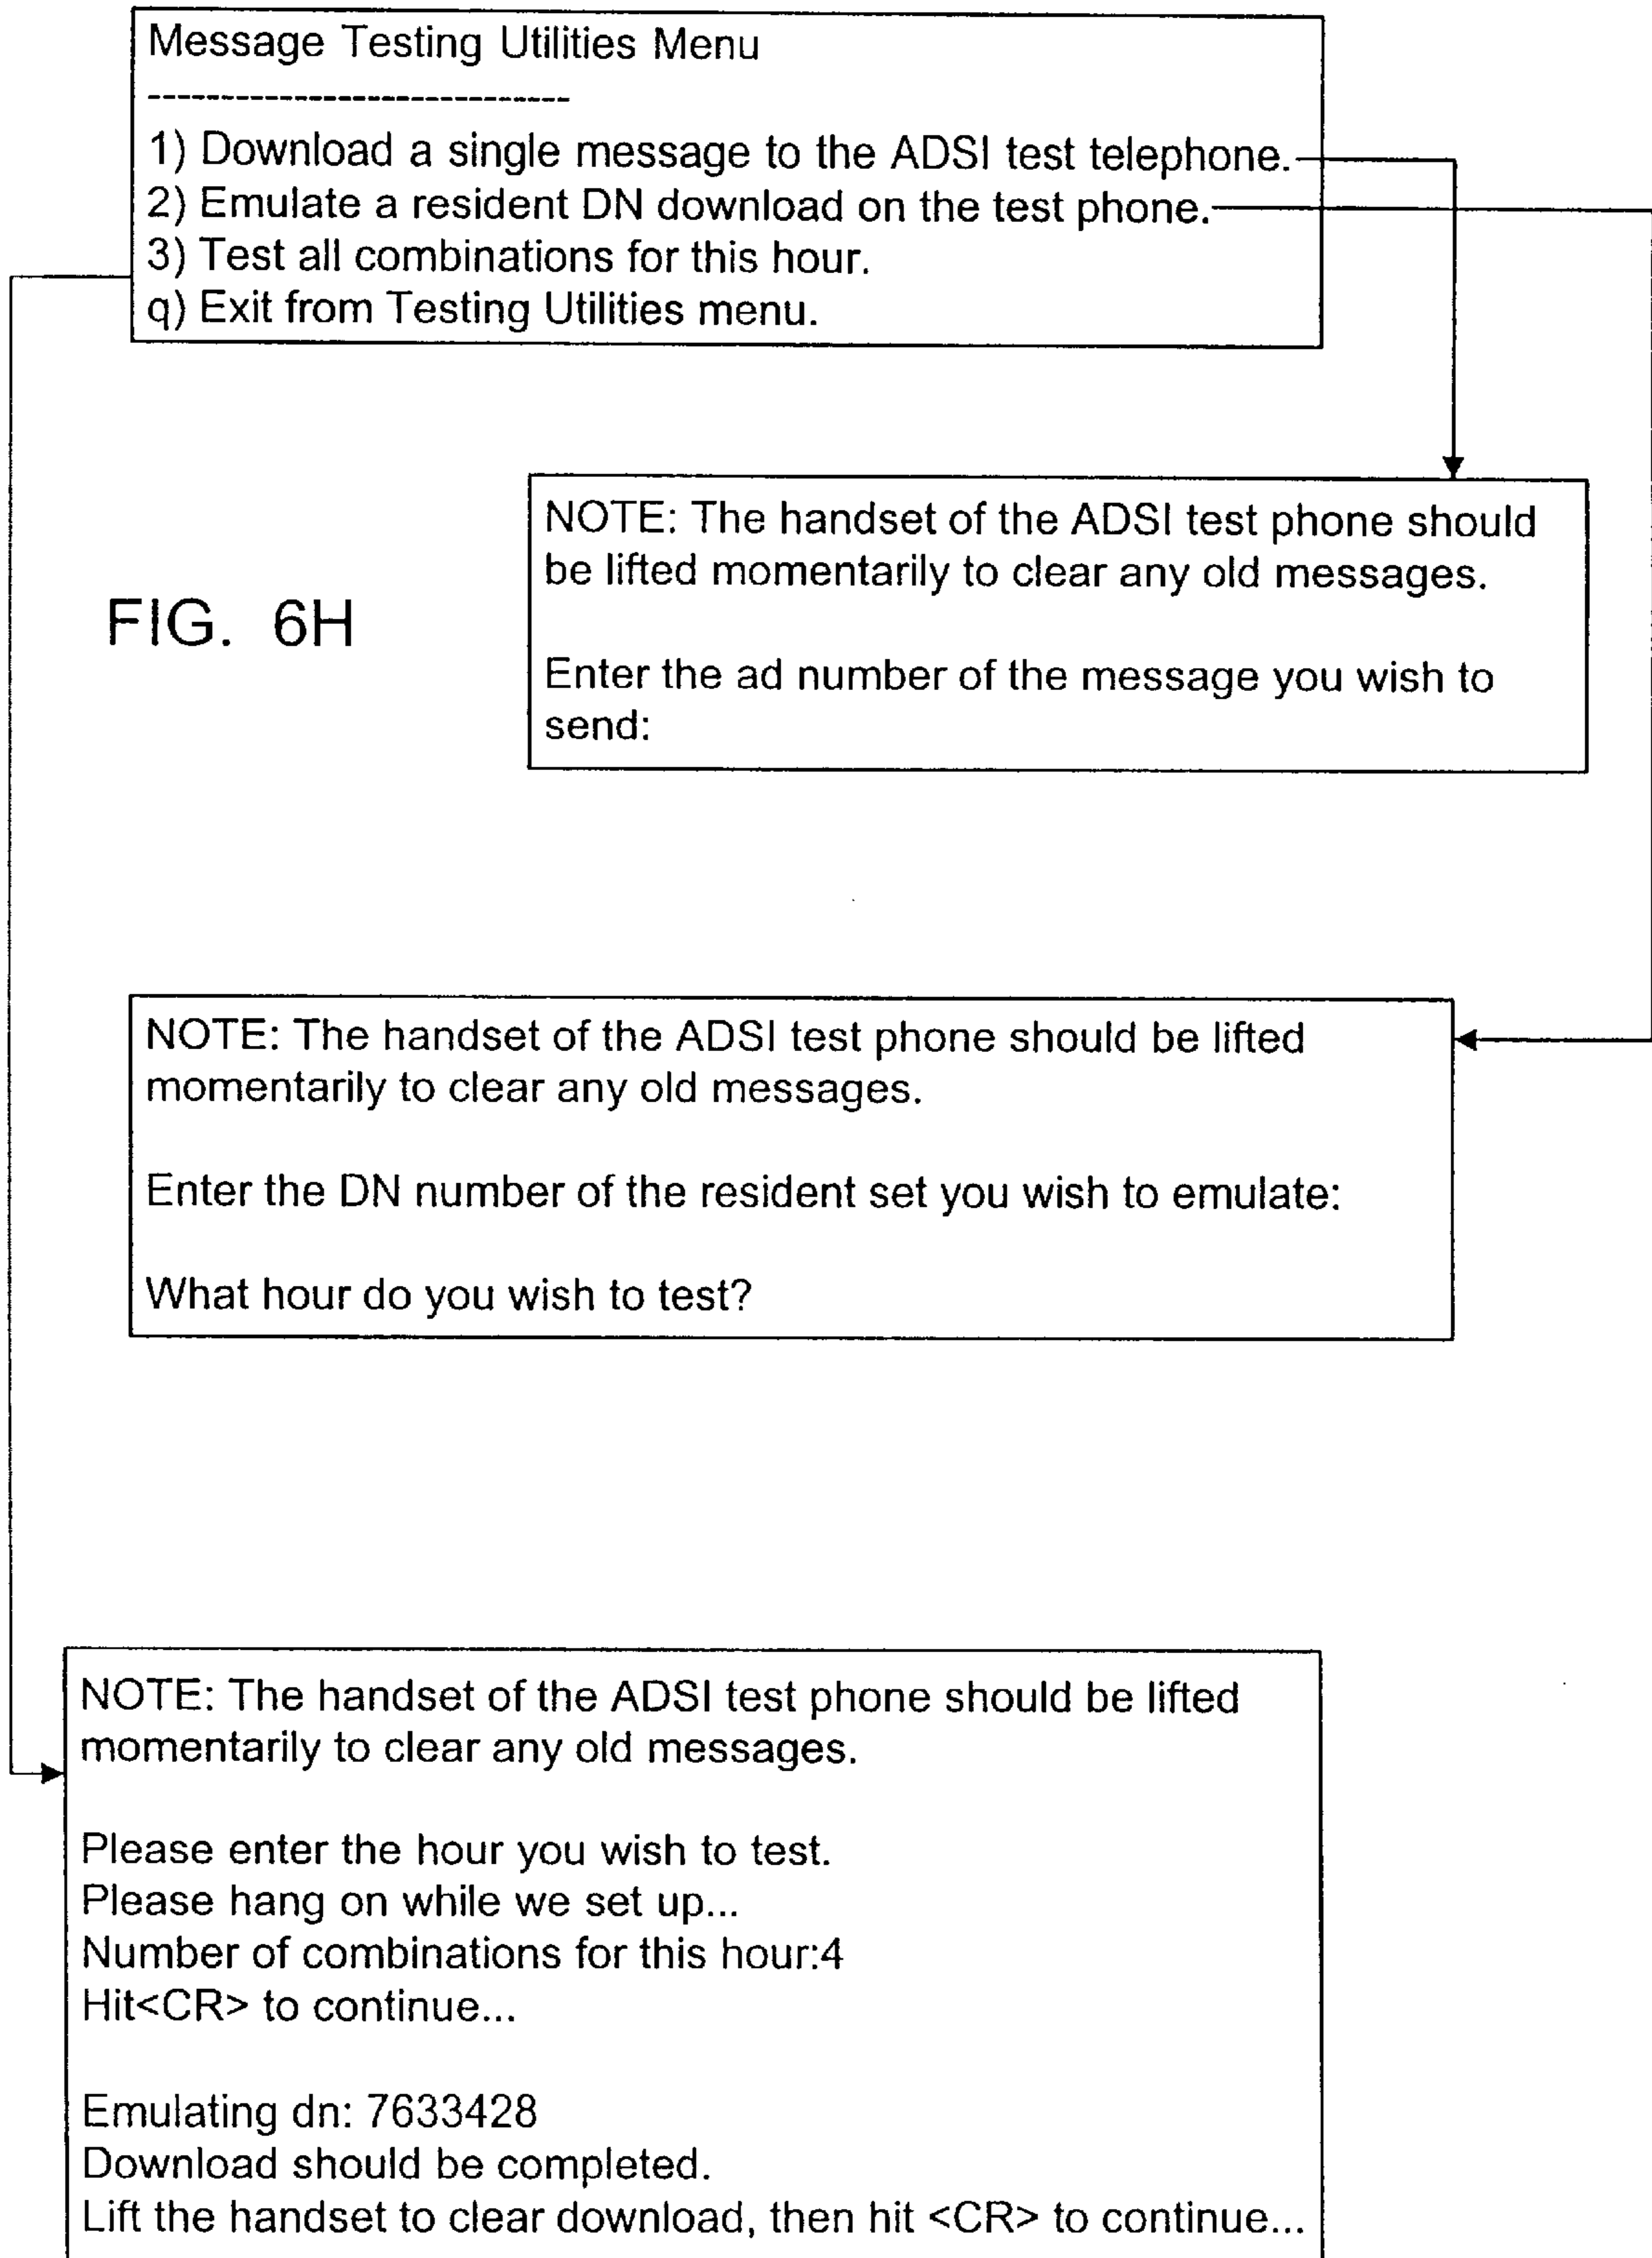 Message Testing Utilities Menu
-----------------------------
1) Download a single message to the ADSI test telephone.
2) Emulate a resident DN download on the test phone.
3) Test all combinations for this hour.
q) Exit from Testing Utilities menu.
NOTE: The handset of the ADSI test phone should
be lifted momentarily to clear any old messages.
Enter the ad number of the message you wish to
send:
FIG. 6H
NOTE: The handset of the ADSI test phone should be lifted
momentarily to clear any old messages.
Enter the DN number of the resident set you wish to emulate:
What hour do you wish to test?
NOTE: The handset of the ADSI test phone should be lifted
momentarily to clear any old messages.
Please enter the hour you wish to test.
Please hang on while we set up...
Number of combinations for this hour:4
Hit<CR> to continue...
Emulating dn: 7633428
Download should be completed.
Lift the handset to clear download, then hit <CR> to continue...